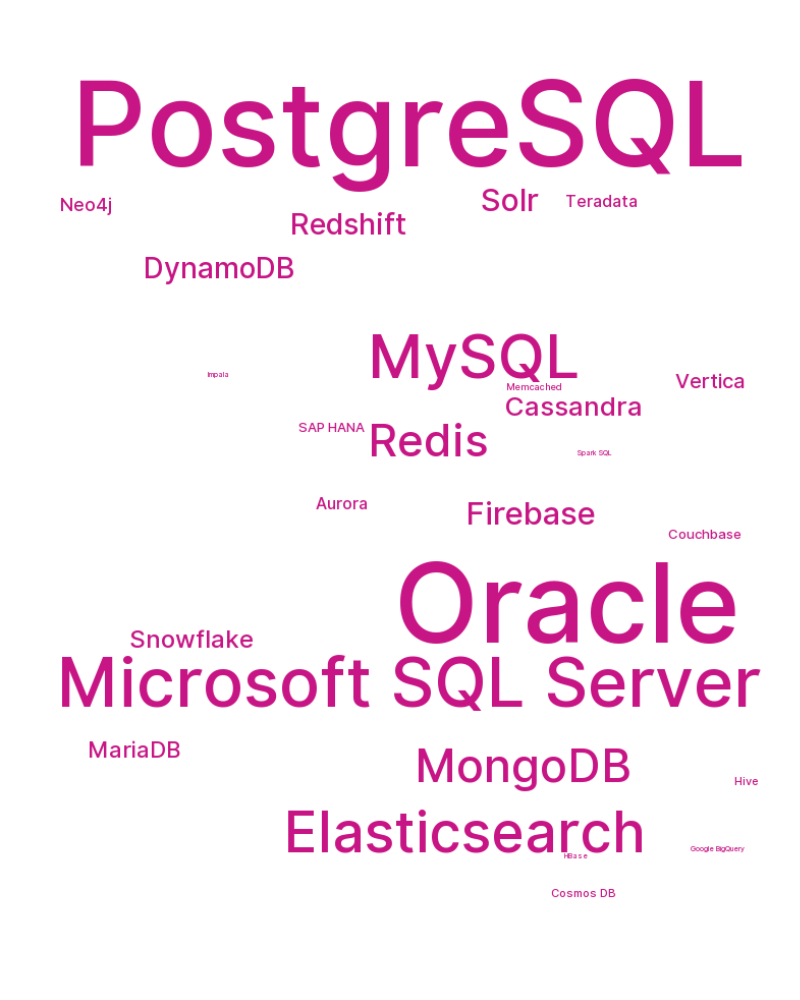 PostgreSQL
Neo4j
Solr
Teradata
Redshift
DynamoDB
MySQL
Impala
Vertica
Memcached
Cassandra
SAP HANA
Redis
Spark SQL
Aurora
Firebase
Couchbase
Oracle
Snowflake
Microsoft SQL Server
MariaDB
MongoDB
Hive
Elasticsearch
Google BigQuery
HBase
Cosmos DB